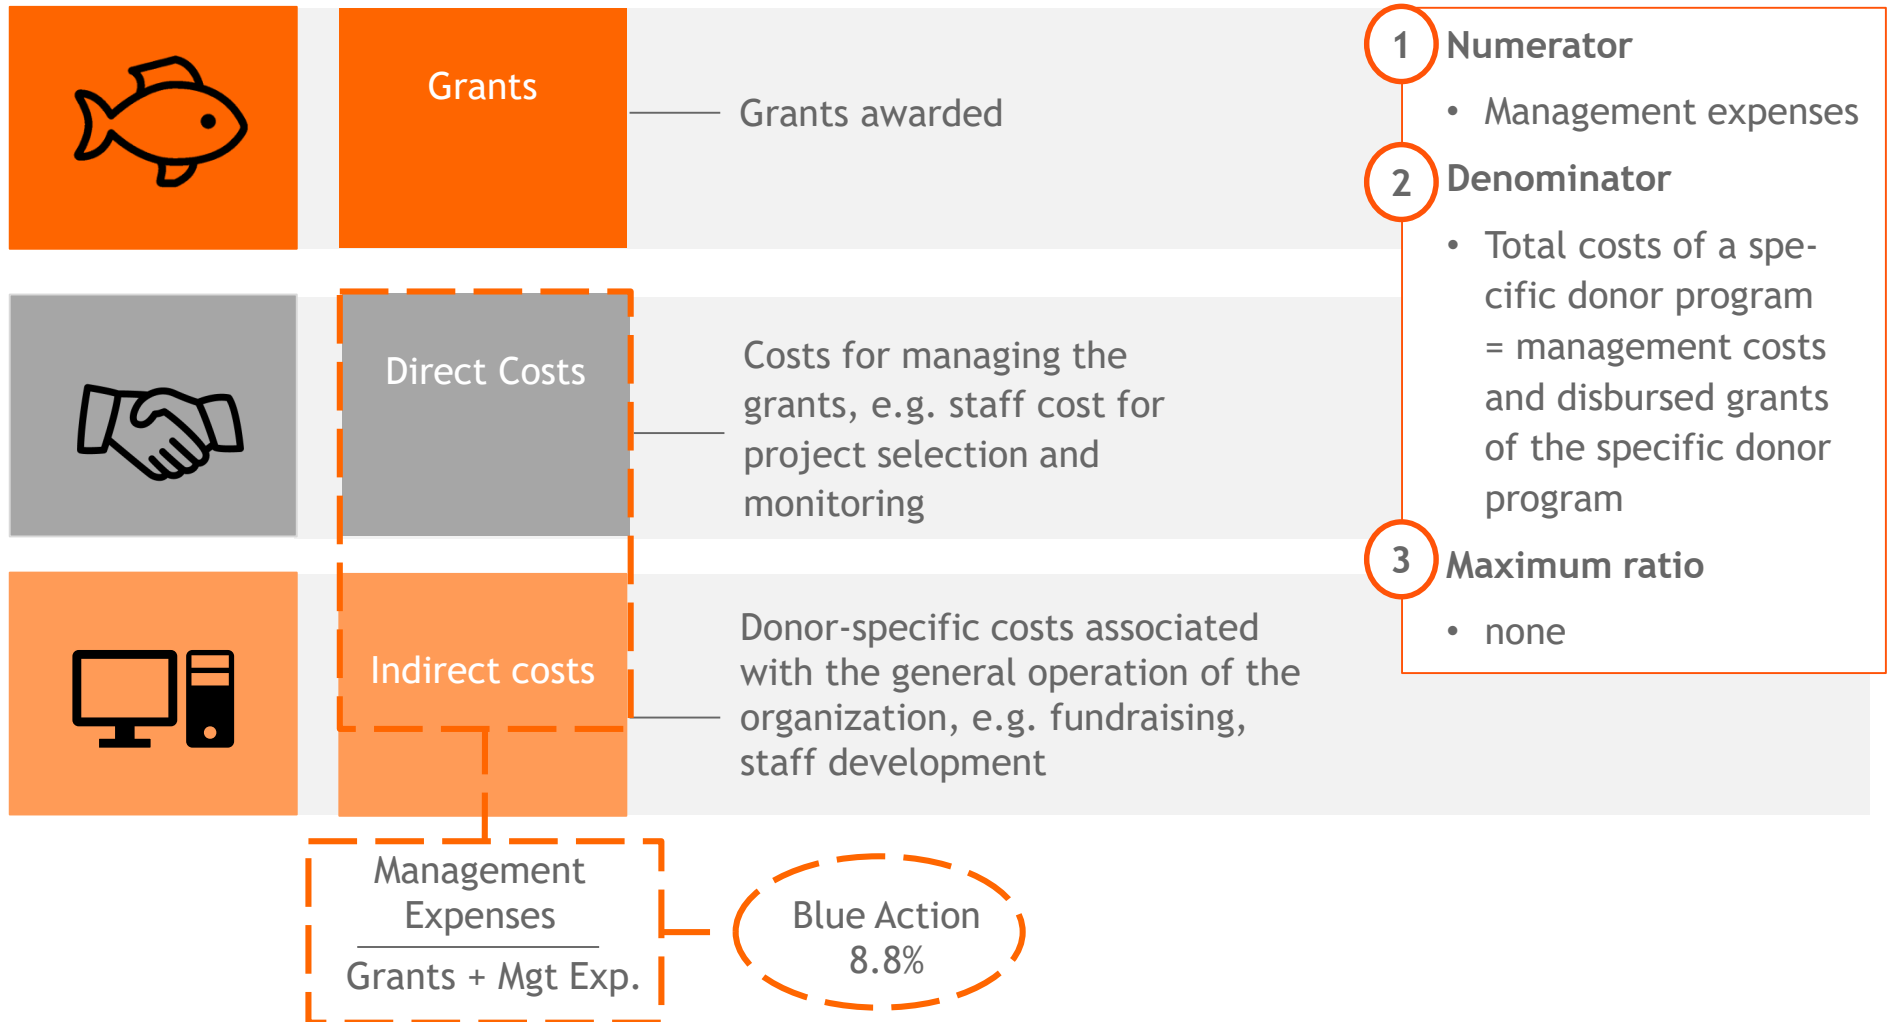 Grants
Grants awarded
Direct Costs
Costs for managing the
grants, e.g. staff cost for
project selection and
monitoring
Indirect costs
Donor-specific costs associated
with the general operation of the
organization, e.g. fundraising,
staff development
Management
Expenses
Grants + Mgt Exp.
Blue Action
8.8%
1 Numerator
• Management expenses
2 Denominator
• Total costs of a spe-
cific donor program
= management costs
and disbursed grants
of the specific donor
program
3 Maximum ratio
• none